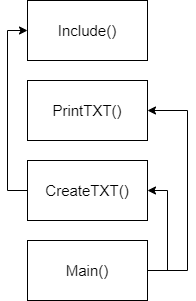 Include()
PrintTXT()
CreateTXT()
Main()